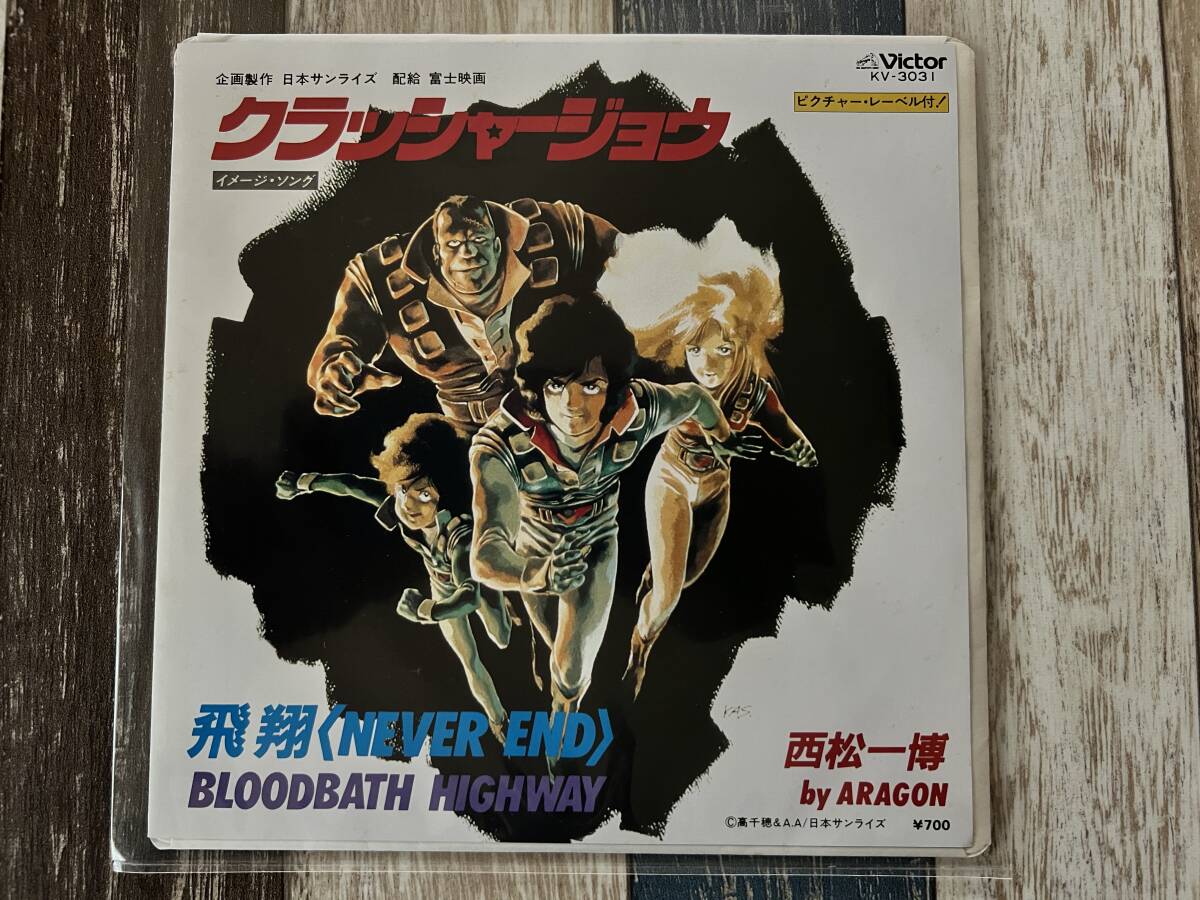 企画製作 日本サンライズ 配給 富士映画
Victor
KV-3031
ピクチャー・レーベル付!
クラッシャージョウ
イメージ・ソング
KAS.
飛翔〈NEVER END〉
BLOODBATH HIGHWAY
西松一博
by ARAGON
©高千穂&A.A/日本サンライズ ¥700